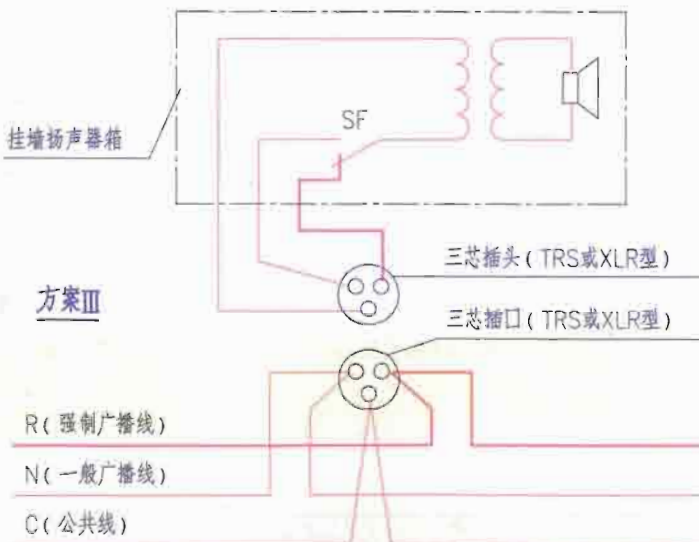 SF
挂墙扬声器箱
三芯插头(TRS或XLR型)
方案Ⅲ
三芯插口(TRS或XLR型)
R(强制广播线)
N(一般广播线)
C(公共线)